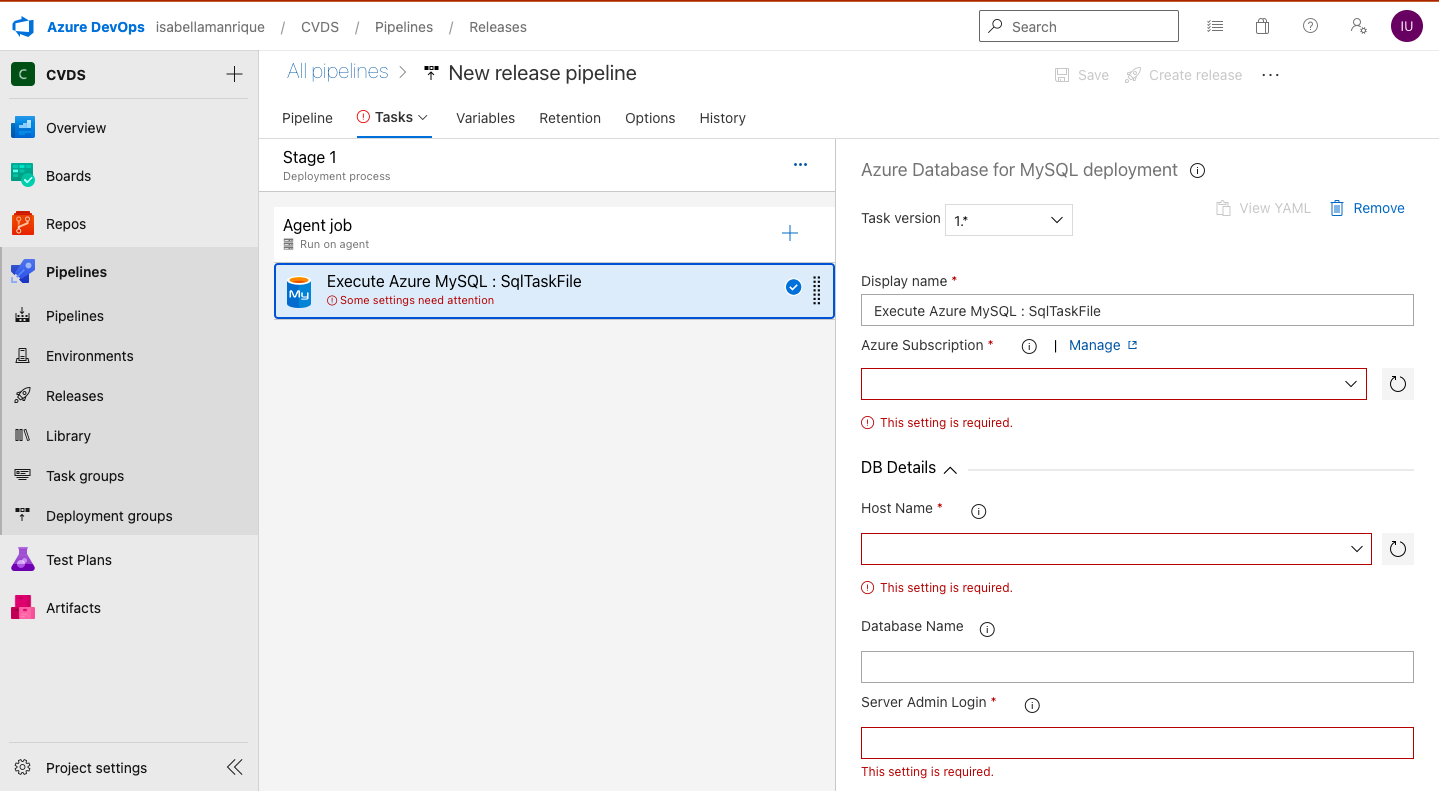 Azure DevOps isabellamanrique / CVDS / Pipelines / Releases
Search
IU
C CVDS
Overview
Boards
Repos
Pipelines
Pipelines
Environments
Releases
Library
Task groups
Deployment groups
Test Plans
Artifacts
Project settings
All pipelines > New release pipeline
Save Create release ...
Pipeline Tasks Variables Retention Options History
Stage 1
Deployment process
Agent job
Run on agent
My
Execute Azure MySQL : SqlTaskFile
Some settings need attention
Azure Database for MySQL deployment
Task version 1.*
View YAML Remove
Display name *
Execute Azure MySQL : SqlTaskFile
Azure Subscription * | Manage
This setting is required.
DB Details
Host Name *
This setting is required.
Database Name
Server Admin Login *
This setting is required.